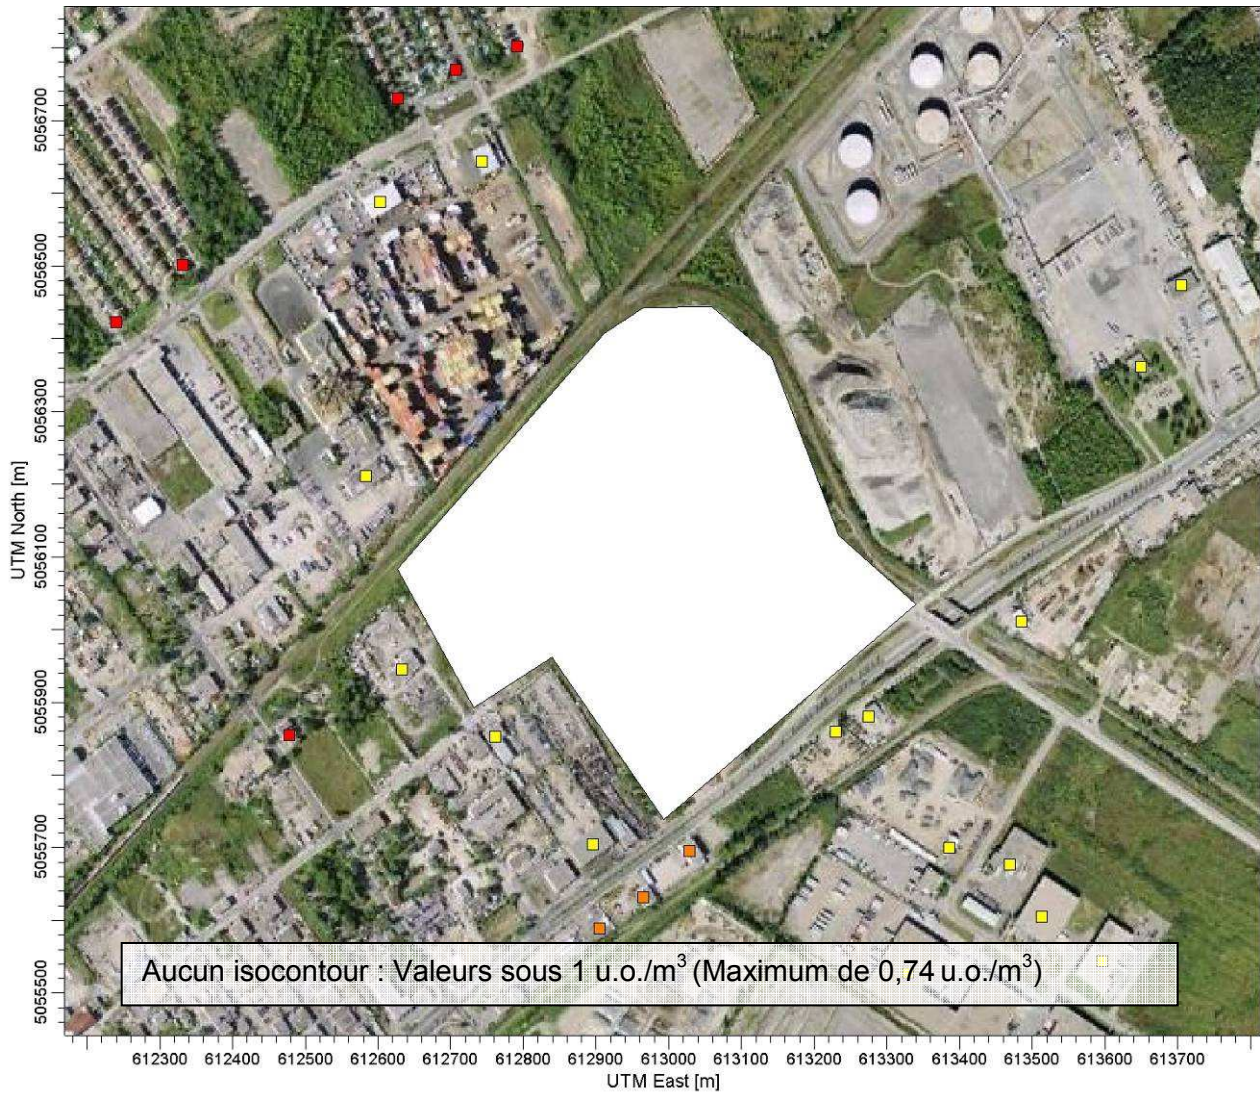 5056700
5056500
5056300
UTM North [m]
5056100
5055900
5055700
5055500
Aucun isocontour : Valeurs sous 1 u.o./m³ (Maximum de 0,74 u.o./m³)
612300 612400 612500 612600 612700 612800 612900 613000 613100 613200 613300 613400 613500 613600 613700
UTM East [m]